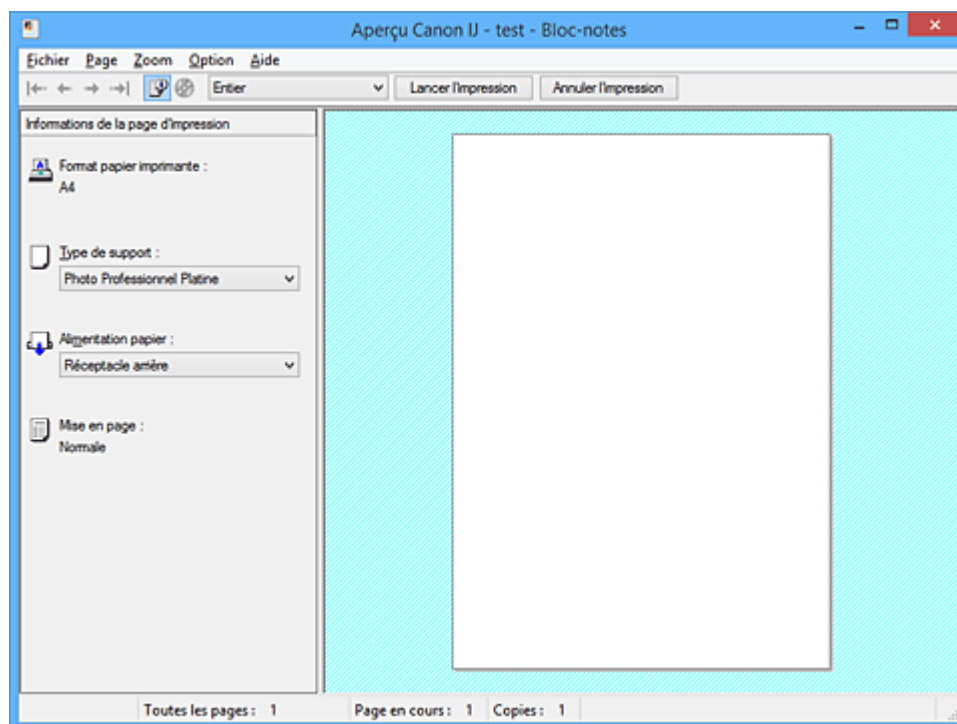 Aperçu Canon IJ - test - Bloc-notes
Fichier Page Zoom Option Aide
Entier Lancer l'impression Annuler l'impression
Informations de la page d'impression
Format papier imprimante :
A4
Type de support :
Photo Professionnel Platine
Alimentation papier :
Réceptacle arrière
Mise en page :
Normale
Toutes les pages : 1 Page en cours : 1 Copies : 1